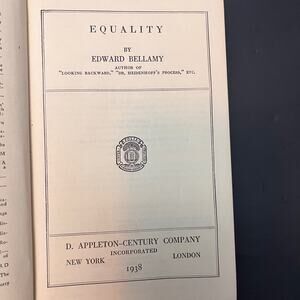 EQUALITY
BY
EDWARD BELLAMY
AUTHOR OF
"LOOKING BACKWARD," "DR. HEIDENHOFF'S PROCESS," ETC.
D. APPLETON-CENTURY COMPANY
INCORPORATED
NEW YORK LONDON
1938